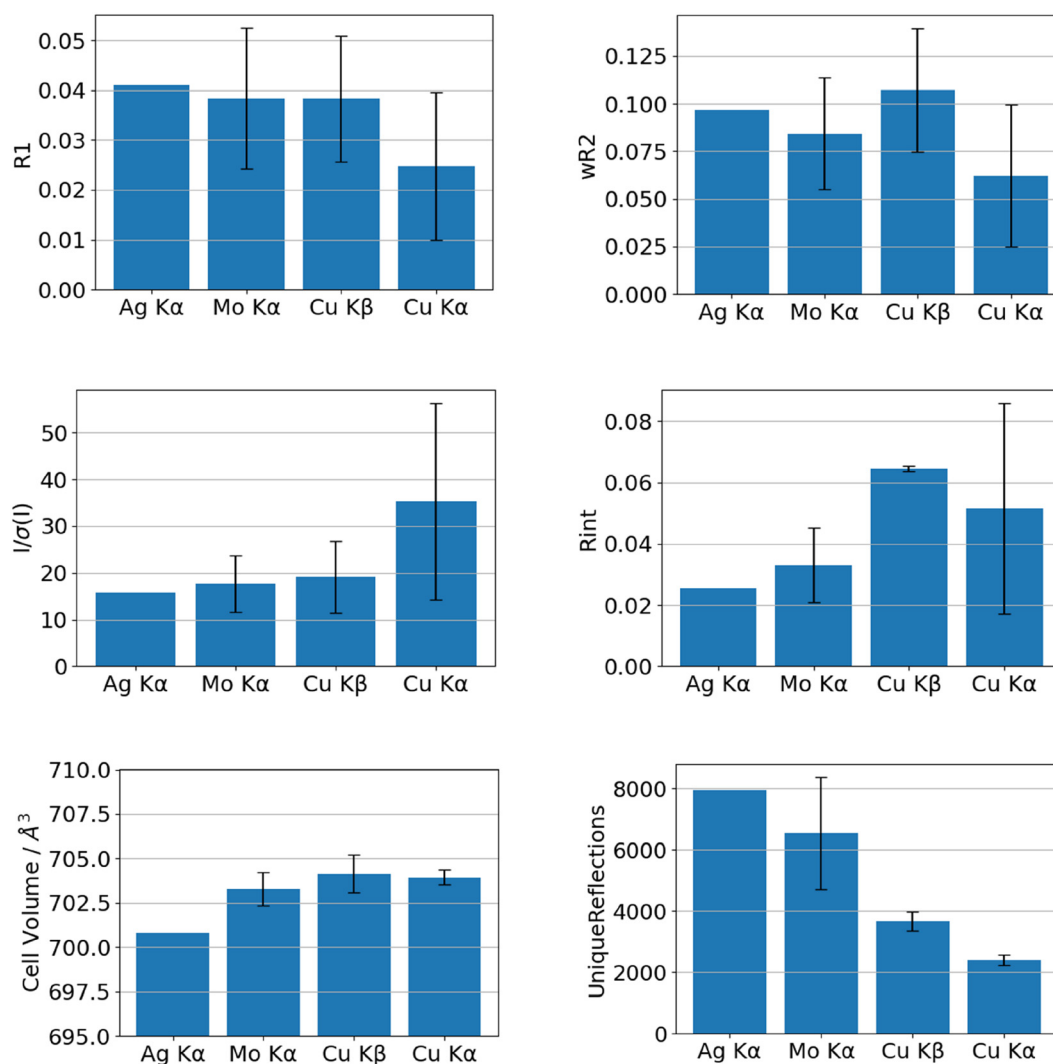 R1
0.05
0.04
0.03
0.02
0.01
0.00
Ag Kα Mo Kα Cu Kβ Cu Kα
wR2
0.125
0.100
0.075
0.050
0.025
0.000
Ag Kα Mo Kα Cu Kβ Cu Kα
I/σ(I)
50
40
30
20
10
0
Ag Kα Mo Kα Cu Kβ Cu Kα
Rint
0.08
0.06
0.04
0.02
0.00
Ag Kα Mo Kα Cu Kβ Cu Kα
Cell Volume / Å³
710.0
707.5
705.0
702.5
700.0
697.5
695.0
Ag Kα Mo Kα Cu Kβ Cu Kα
UniqueReflections
8000
6000
4000
2000
0
Ag Kα Mo Kα Cu Kβ Cu Kα